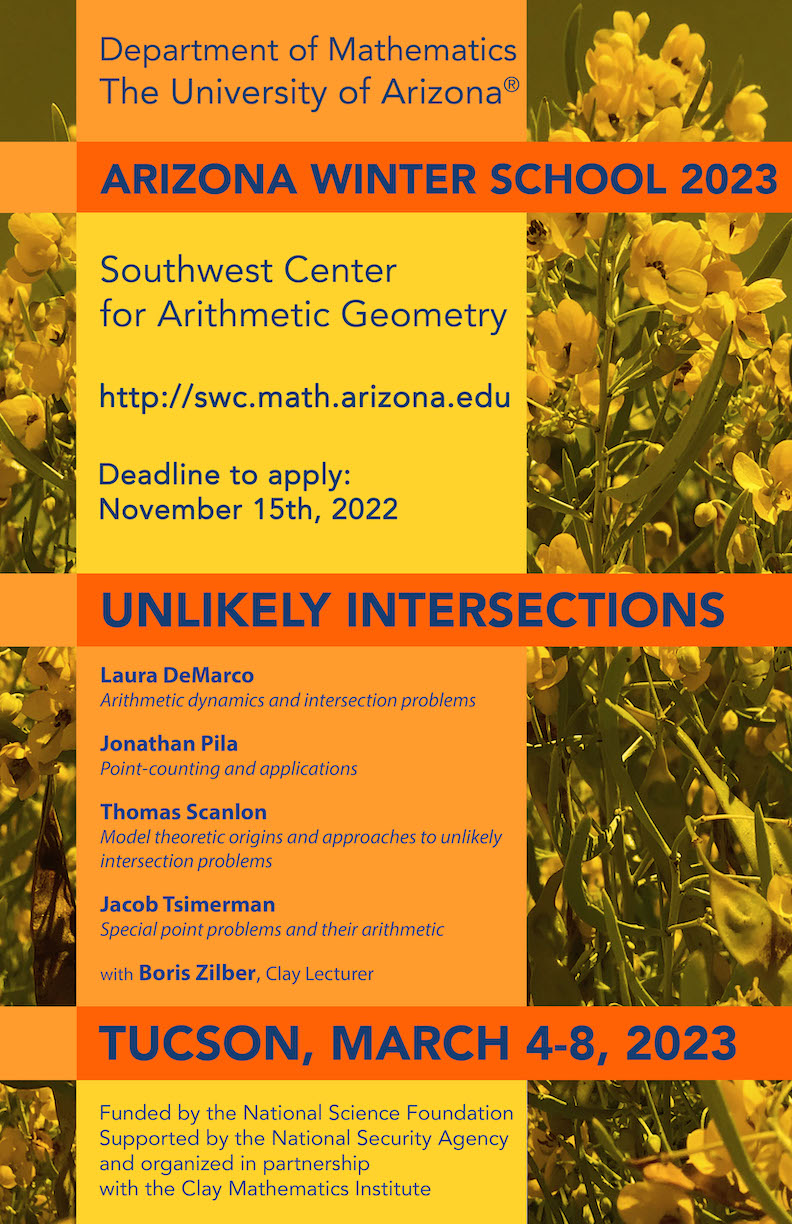 Department of Mathematics
The University of Arizona®
ARIZONA WINTER SCHOOL 2023
Southwest Center
for Arithmetic Geometry
http://swc.math.arizona.edu
Deadline to apply:
November 15th, 2022
UNLIKELY INTERSECTIONS
Laura DeMarco
Arithmetic dynamics and intersection problems
Jonathan Pila
Point-counting and applications
Thomas Scanlon
Model theoretic origins and approaches to unlikely
intersection problems
Jacob Tsimerman
Special point problems and their arithmetic
with Boris Zilber, Clay Lecturer
TUCSON, MARCH 4-8, 2023
Funded by the National Science Foundation
Supported by the National Security Agency
and organized in partnership
with the Clay Mathematics Institute